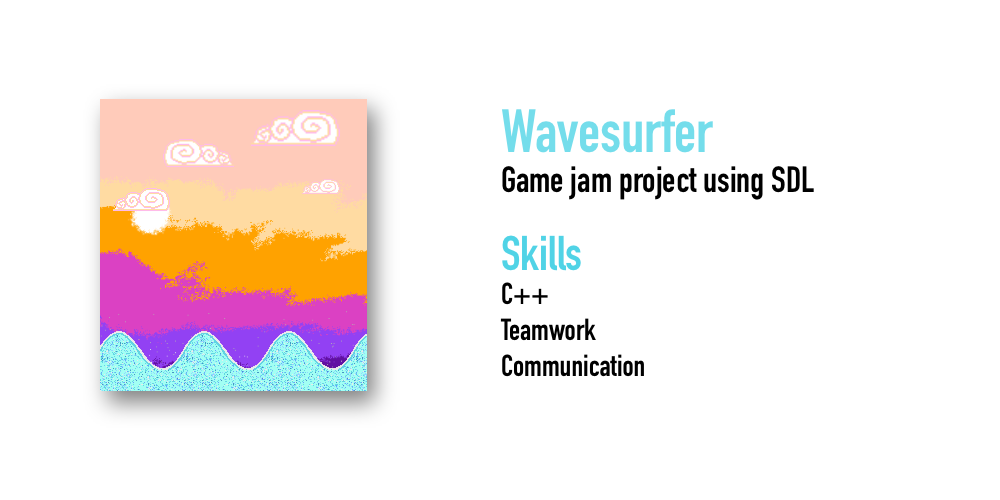 Wavesurfer
Game jam project using SDL
Skills
C++
Teamwork
Communication